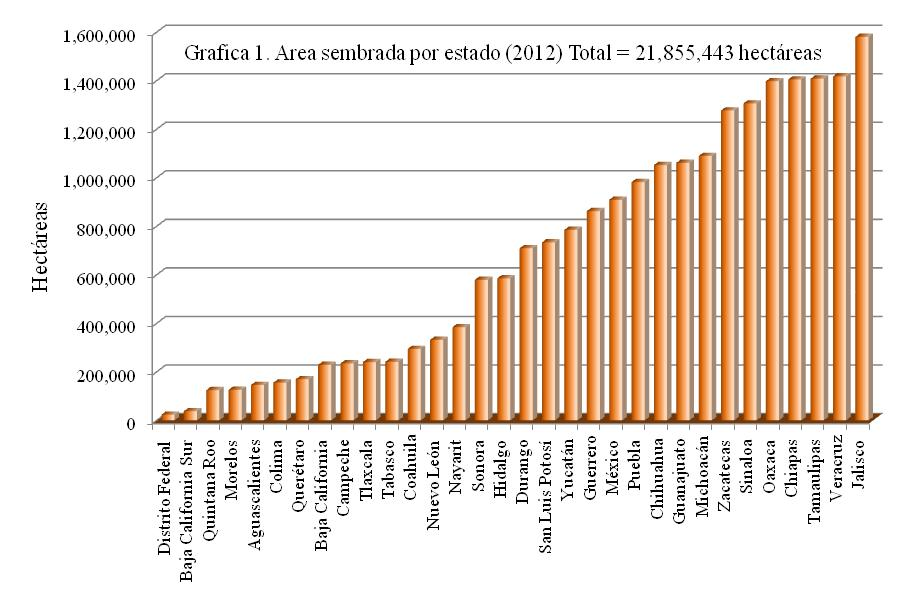 Grafica 1. Area sembrada por estado (2012) Total = 21,855,443 hectáreas
1,600,000
1,400,000
1,200,000
1,000,000
800,000
600,000
400,000
200,000
0
Hectáreas
Distrito Federal
Baja California Sur
Quintana Roo
Morelos
Aguascalientes
Colima
Querétaro
Baja California
Campeche
Tlaxcala
Tabasco
Coahuila
Nuevo León
Nayarit
Sonora
Hidalgo
Durango
San Luis Potosí
Yucatán
Guerrero
México
Puebla
Chihuahua
Guanajuato
Michoacán
Zacatecas
Sinaloa
Oaxaca
Chiapas
Tamaulipas
Veracruz
Jalisco